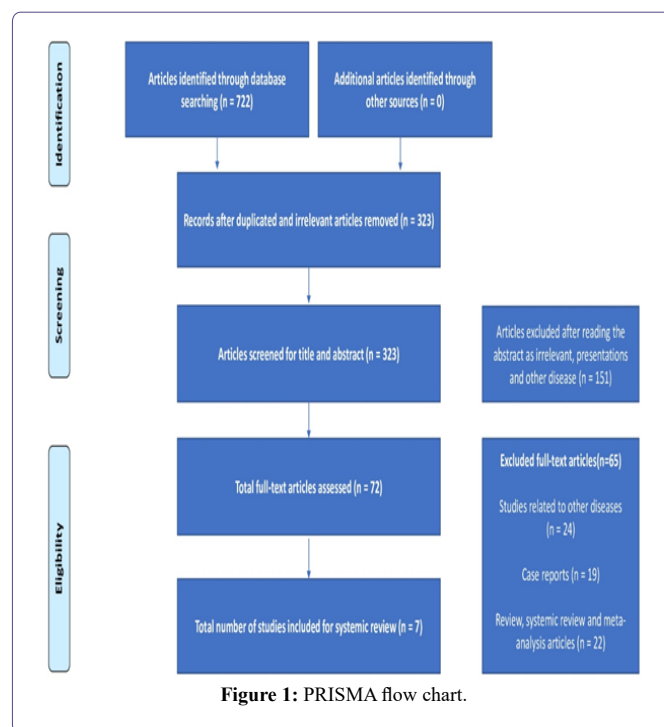 Identification
Articles identified through database
searching (n = 722)
Additional articles identified through
other sources (n = 0)
Records after duplicated and irrelevant articles removed (n = 323)
Screening
Articles screened for title and abstract (n = 323)
Articles excluded after reading the
abstract as irrelevant, presentations
and other disease (n = 151)
Eligibility
Total full-text articles assessed (n = 72)
Excluded full-text articles(n=65)
Studies related to other diseases
(n = 24)
Case reports (n = 19)
Review, systemic review and meta-
analysis articles (n = 22)
Total number of studies included for systemic review (n = 7)
Figure 1: PRISMA flow chart.